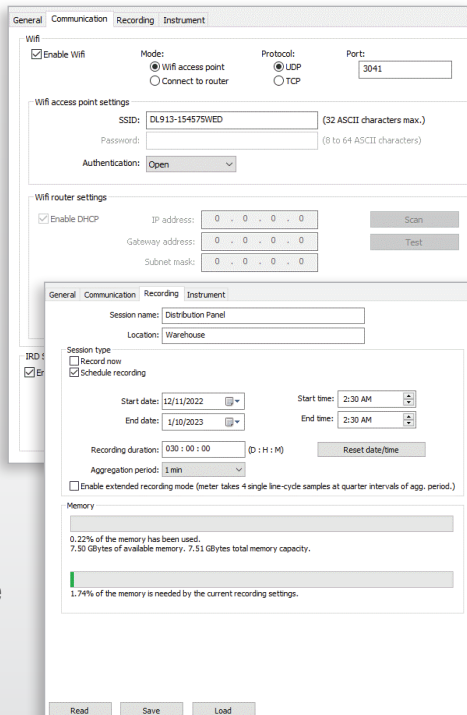 General Communication Recording Instrument
Wifi
Enable Wifi
Mode:
Wifi access point
Connect to router
Protocol:
UDP
TCP
Port:
3041
Wifi access point settings
SSID: DL913-154575WED (32 ASCII characters max.)
Password: (8 to 64 ASCII characters)
Authentication: Open
Wifi router settings
Enable DHCP
IP address: 0 . 0 . 0 . 0
Gateway address: 0 . 0 . 0 . 0
Subnet mask: 0 . 0 . 0 . 0
Scan
Test
IRD S
Er
e
General Communication Recording Instrument
Session name: Distribution Panel
Location: Warehouse
Session type
Record now
Schedule recording
Start date: 12/11/2022 Start time: 2:30 AM
End date: 1/10/2023 End time: 2:30 AM
Recording duration: 030 : 00 : 00 (D : H : M) Reset date/time
Aggregation period: 1 min
Enable extended recording mode (meter takes 4 single line-cycle samples at quarter intervals of agg. period.)
Memory
0.22% of the memory has been used.
7.50 GBytes of available memory. 7.51 GBytes total memory capacity.
1.74% of the memory is needed by the current recording settings.
Read Save Load